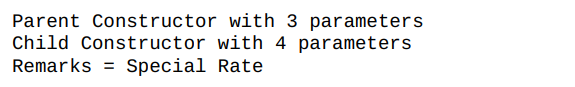 Parent Constructor with 3 parameters
Child Constructor with 4 parameters
Remarks = Special Rate